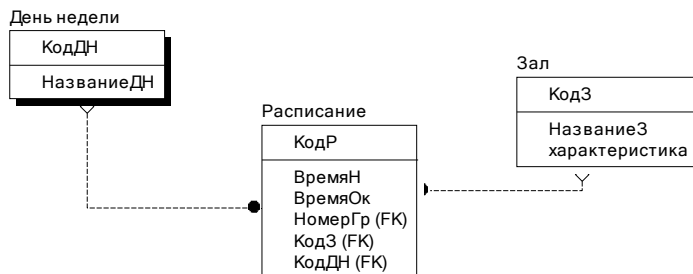 День недели
КодДН
НазваниеДН
Зал
КодЗ
НазваниеЗ
характеристика
Расписание
КодР
ВремяН
ВремяОк
НомерГр (FK)
КодЗ (FK)
КодДН (FK)